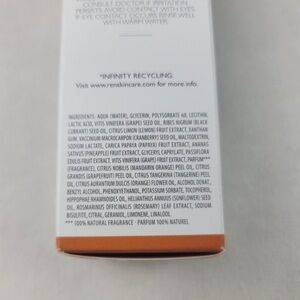 CONSULT DOCTOR IF IRRITATION
PERSISTS. AVOID CONTACT WITH EYES.
IF EYE CONTACT OCCURS RINSE WELL
WITH WARM WATER.
*INFINITY RECYCLING
Visit www.renskincare.com for more info.
INGREDIENTS: AQUA (WATER), GLYCERIN, POLYSORBATE 60, LECITHIN,
LACTIC ACID, VITIS VINIFERA (GRAPE) SEED OIL, RIBES NIGRUM (BLACK
CURRANT) SEED OIL, CITRUS LIMON (LEMON) FRUIT EXTRACT, XANTHAN
GUM, VACCINIUM MACROCARPON (CRANBERRY) SEED OIL, MALTODEXTRIN,
SODIUM LACTATE, CARICA PAPAYA (PAPAYA) FRUIT EXTRACT, ANANAS
SATIVUS (PINEAPPLE) FRUIT EXTRACT, GLYCERYL CAPRYLATE, PASSIFLORA
EDULIS FRUIT EXTRACT, VITIS VINIFERA (GRAPE) FRUIT EXTRACT, PARFUM***
(FRAGRANCE), CITRUS NOBILIS (MANDARIN ORANGE) PEEL OIL, CITRUS
GRANDIS (GRAPEFRUIT) PEEL OIL, CITRUS TANGERINA (TANGERINE) PEEL
OIL, CITRUS AURANTIUM DULCIS (ORANGE) FLOWER OIL, ALCOHOL DENAT,
BENZYL ALCOHOL, PHENOXYETHANOL, POTASSIUM SORBATE, TOCOPHEROL,
HIPPOPHAE RHAMNOIDES OIL, HELIANTHUS ANNUUS (SUNFLOWER) SEED
OIL, ROSMARINUS OFFICINALIS (ROSEMARY) LEAF EXTRACT, SODIUM
BISULFITE, CITRAL, GERANIOL, LIMONENE, LINALOOL.
*** 100% NATURAL FRAGRANCE - PARFUM 100% NATUREL